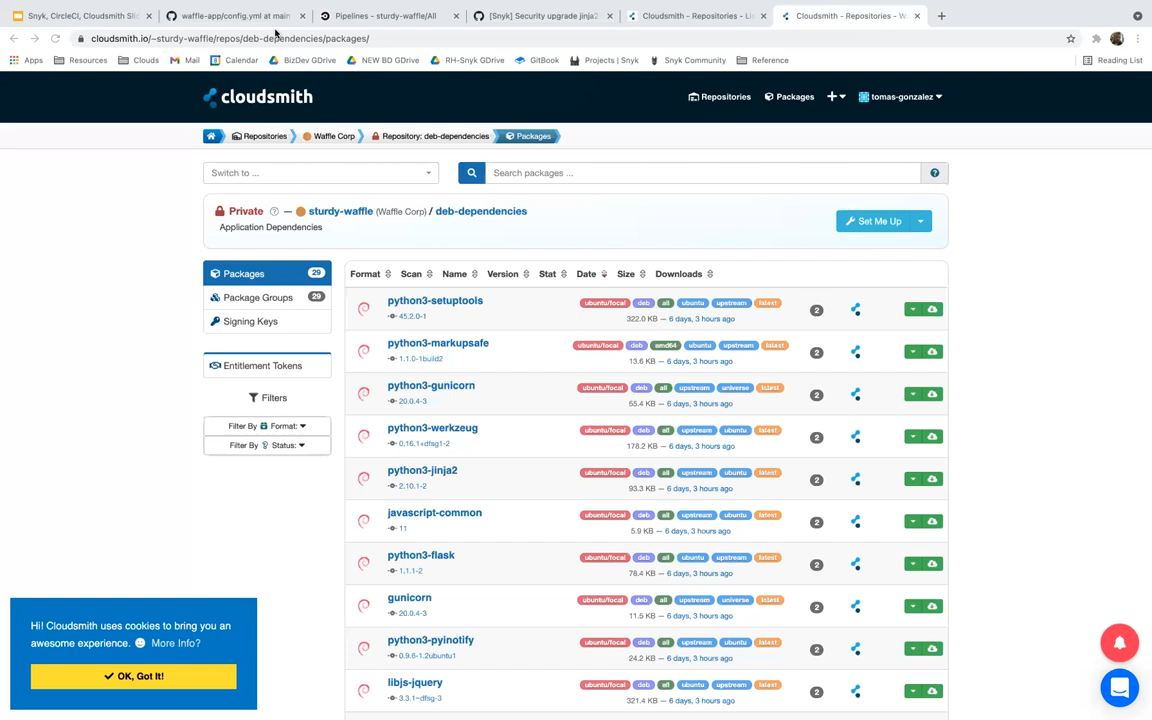 Snyk, CircleCI, Cloudsmith Sli
waffle-app/config.yml at main
Pipelines - sturdy-waffle/All
[Snyk] Security upgrade jinja2
Cloudsmith - Repositories - Li
Cloudsmith - Repositories - W
cloudsmith.io/~sturdy-waffle/repos/deb-dependencies/packages/
Apps
Resources
Clouds
Mail
Calendar
BizDev GDrive
NEW BD GDrive
RH-Snyk GDrive
GitBook
Projects | Snyk
Snyk Community
Reference
Reading List
cloudsmith
Repositories
Packages
tomas-gonzalez
Repositories
Waffle Corp
Repository: deb-dependencies
Packages
Switch to ...
Search packages ...
Private — sturdy-waffle (Waffle Corp) / deb-dependencies
Application Dependencies
Set Me Up
Packages 29
Package Groups 29
Signing Keys
Entitlement Tokens
Filters
Filter By Format:
Filter By Status:
Format Scan Name Version Stat Date Size Downloads
python3-setuptools
ubuntu/focal deb all ubuntu upstream latest
2
45.2.0-1
322.0 KB — 6 days, 3 hours ago
python3-markupsafe
ubuntu/focal deb amd64 ubuntu upstream latest
2
1.1.0-1build2
13.6 KB — 6 days, 3 hours ago
python3-gunicorn
ubuntu/focal deb all upstream universe latest
2
20.0.4-3
55.4 KB — 6 days, 3 hours ago
python3-werkzeug
ubuntu/focal deb all upstream ubuntu latest
2
0.16.1+dfsg1-2
178.2 KB — 6 days, 3 hours ago
python3-jinja2
ubuntu/focal deb all upstream ubuntu latest
2
2.10.1-2
93.3 KB — 6 days, 3 hours ago
javascript-common
ubuntu/focal deb all upstream ubuntu latest
2
11
5.9 KB — 6 days, 3 hours ago
python3-flask
ubuntu/focal deb all ubuntu upstream latest
2
1.1.1-2
78.4 KB — 6 days, 3 hours ago
gunicorn
ubuntu/focal deb all upstream universe latest
2
20.0.4-3
11.5 KB — 6 days, 3 hours ago
python3-pyinotify
ubuntu/focal deb all ubuntu upstream latest
2
0.9.6-1.2ubuntu1
24.2 KB — 6 days, 3 hours ago
libjs-jquery
ubuntu/focal deb all ubuntu upstream latest
2
3.3.1~dfsg-3
321.4 KB — 6 days, 3 hours ago
Hi! Cloudsmith uses cookies to bring you an
awesome experience. More Info?
OK, Got It!